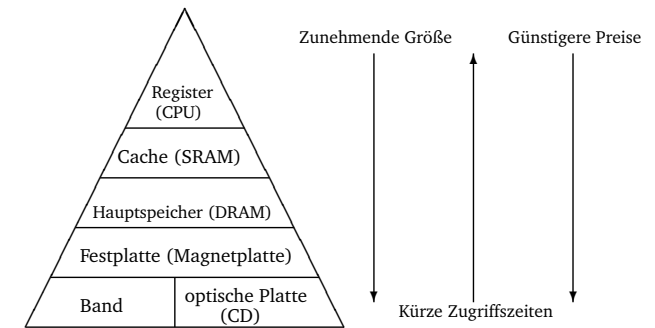 Zunehmende Größe
Günstigere Preise
Register
(CPU)
Cache (SRAM)
Hauptspeicher (DRAM)
Festplatte (Magnetplatte)
Band
optische Platte
(CD)
Kürze Zugriffszeiten